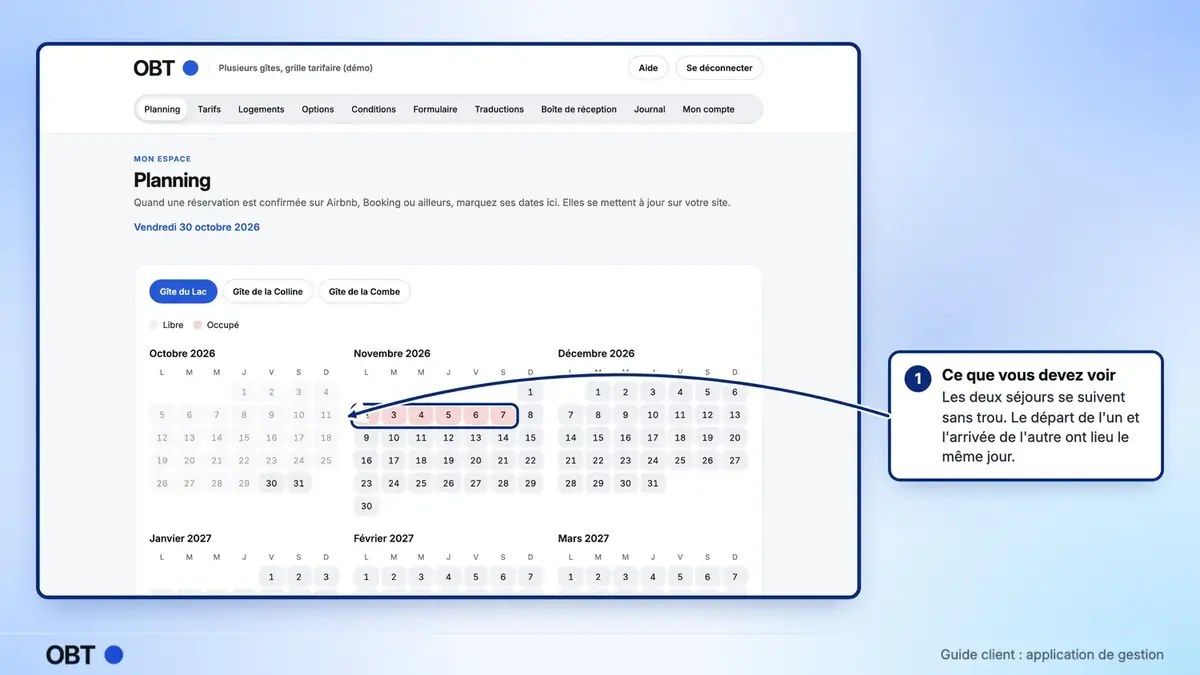 OBT
Plusieurs gîtes, grille tarifaire (démo)
Aide
Se déconnecter
Planning Tarifs Logements Options Conditions Formulaire Traductions Boîte de réception Journal Mon compte
MON ESPACE
Planning
Quand une réservation est confirmée sur Airbnb, Booking ou ailleurs, marquez ses dates ici. Elles se mettent à jour sur votre site.
Vendredi 30 octobre 2026
Gîte du Lac Gîte de la Colline Gîte de la Combe
Libre Occupé
Octobre 2026
L M M J V S D
1 2 3 4
5 6 7 8 9 10 11
12 13 14 15 16 17 18
19 20 21 22 23 24 25
26 27 28 29 30 31
Novembre 2026
L M M J V S D
1
3 4 5 6 7 8
9 10 11 12 13 14 15
16 17 18 19 20 21 22
23 24 25 26 27 28 29
30
Décembre 2026
L M M J V S D
1 2 3 4 5 6
7 8 9 10 11 12 13
14 15 16 17 18 19 20
21 22 23 24 25 26 27
28 29 30 31
Janvier 2027
L M M J V S D
1 2 3
Février 2027
L M M J V S D
1 2 3 4 5 6 7
Mars 2027
L M M J V S D
1 2 3 4 5 6 7
1
Ce que vous devez voir
Les deux séjours se suivent
sans trou. Le départ de l'un et
l'arrivée de l'autre ont lieu le
même jour.
OBT
Guide client : application de gestion